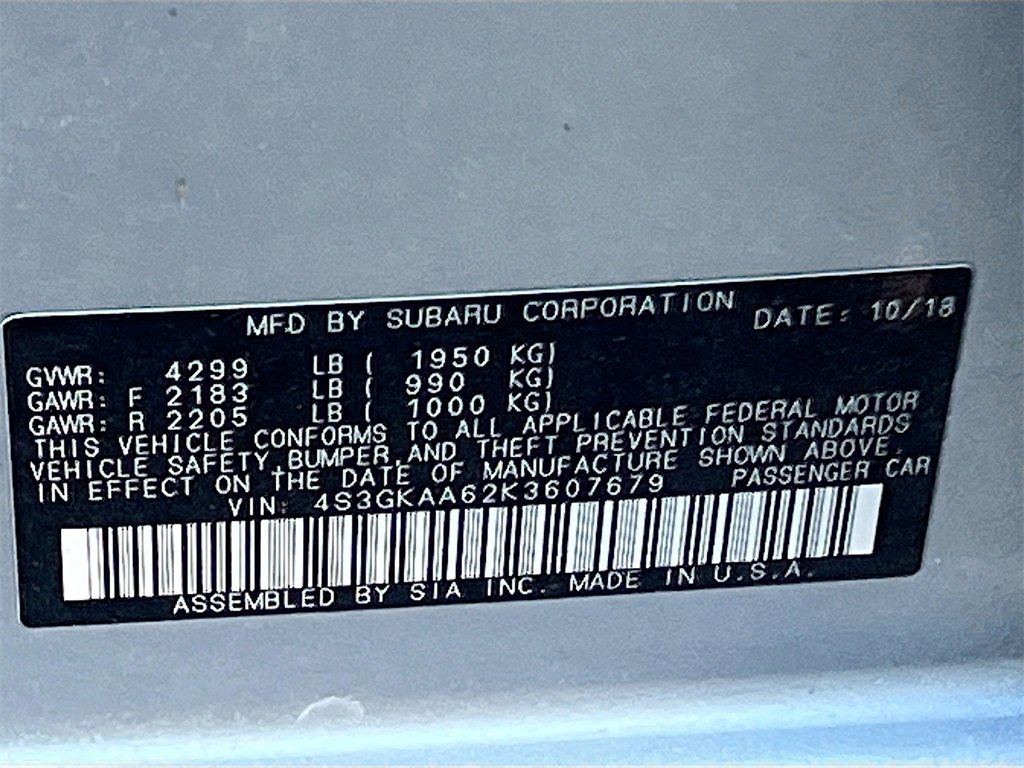 MFD BY SUBARU CORPORATION DATE: 10/18
GVWR: 4299 LB ( 1950 KG)
GAWR: F 2183 LB ( 990 KG)
GAWR: R 2205 LB ( 1000 KG)
THIS VEHICLE CONFORMS TO ALL APPLICABLE FEDERAL MOTOR
VEHICLE SAFETY,BUMPER,AND THEFT PREVENTION STANDARDS
IN EFFECT ON THE DATE OF MANUFACTURE SHOWN ABOVE.
VIN: 4S3GKAA62K3607679 PASSENGER CAR
ASSEMBLED BY SIA INC. MADE IN U.S.A.